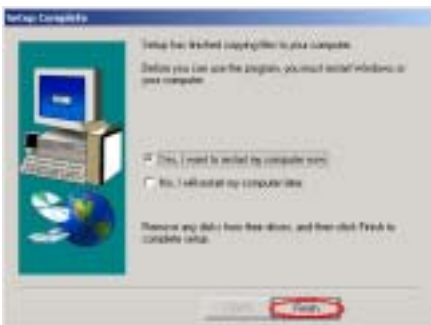 Setup Complete
Setup has finished copying files to your computer.
Before you can use the program, you must restart Windows or
your computer.
Yes, I want to restart my computer now.
No, I will restart my computer later.
Remove any disks from their drives, and then click Finish to
complete setup.
Finish